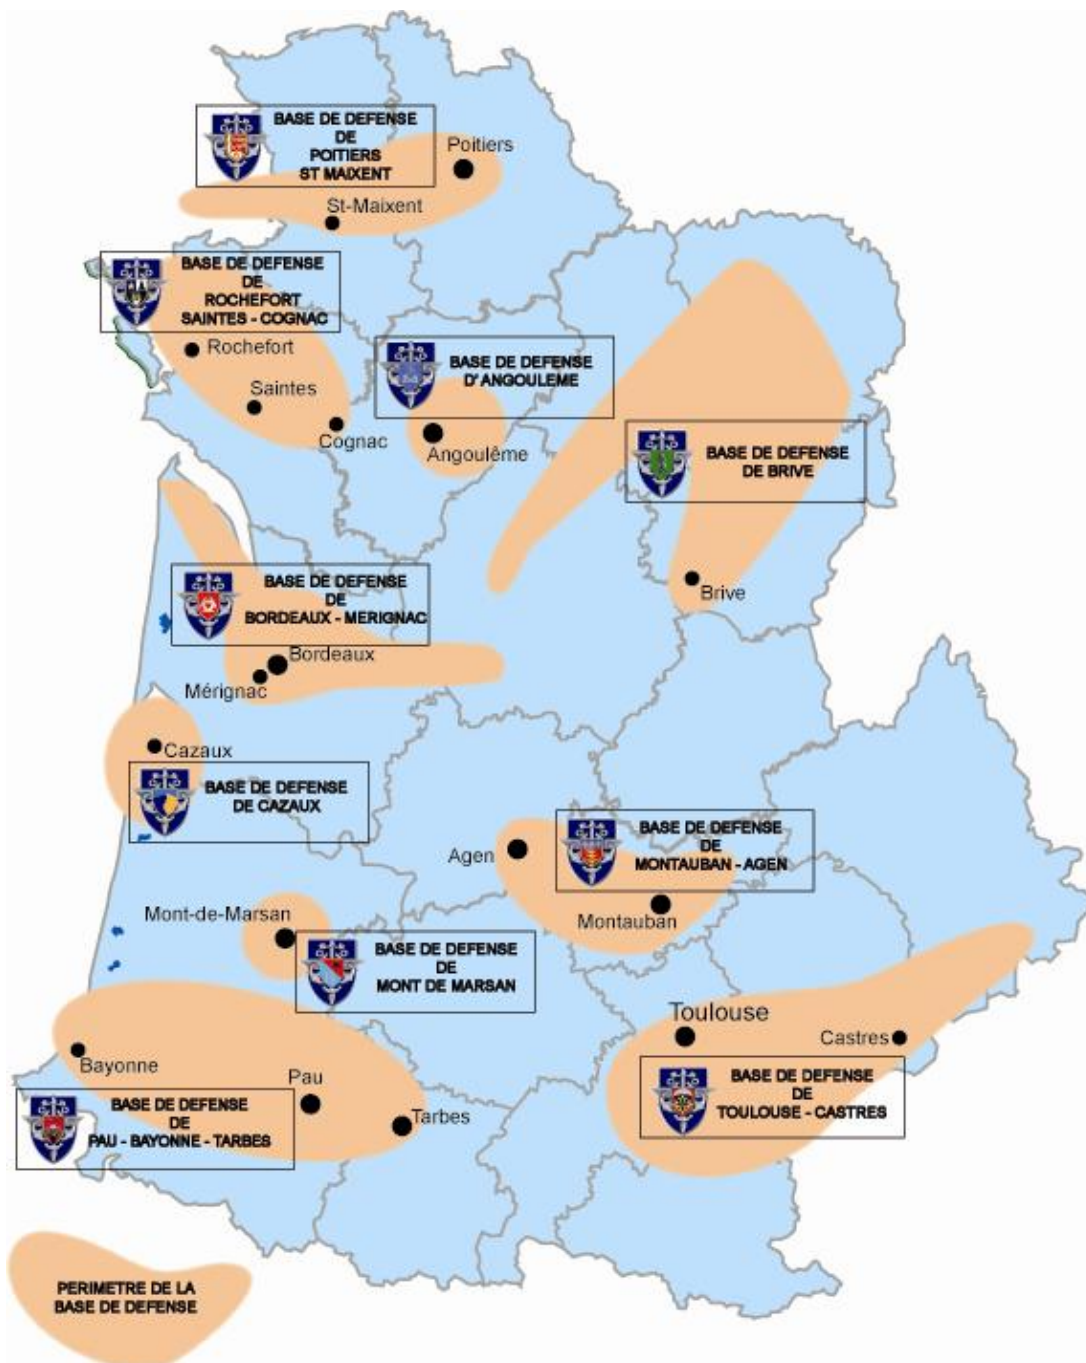 BASE DE DEFENSE
DE
POITIERS
ST MAIXENT
Poitiers
St-Maixent
BASE DE DEFENSE
DE
ROCHEFORT
SAINTES - COGNAC
Rochefort
Saintes
Cognac
BASE DE DEFENSE
D' ANGOULEME
Angoulême
BASE DE DEFENSE
DE BRIVE
Brive
BASE DE DEFENSE
DE
BORDEAUX - MERIGNAC
Bordeaux
Mérignac
Cazaux
BASE DE DEFENSE
DE CAZAUX
Agen
BASE DE DEFENSE
DE
MONTAUBAN - AGEN
Montauban
Mont-de-Marsan
BASE DE DEFENSE
DE
MONT DE MARSAN
Toulouse
Castres
BASE DE DEFENSE
DE
TOULOUSE - CASTRES
Bayonne
Pau
Tarbes
BASE DE DEFENSE
DE
PAU - BAYONNE - TARBES
PERIMETRE DE LA
BASE DE DEFENSE